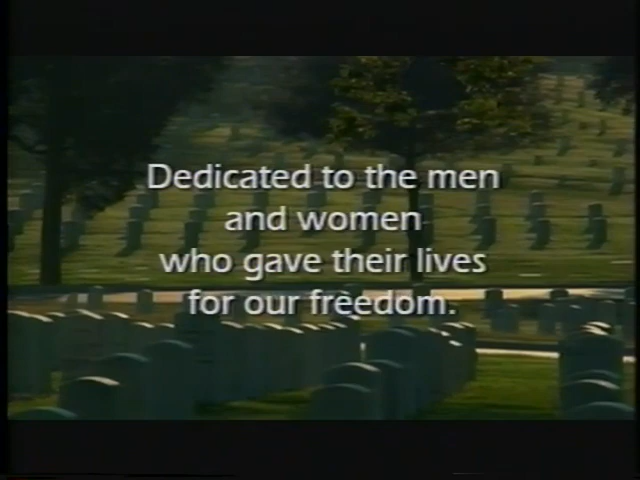 Dedicated to the men
and women
who gave their lives
for our freedom.